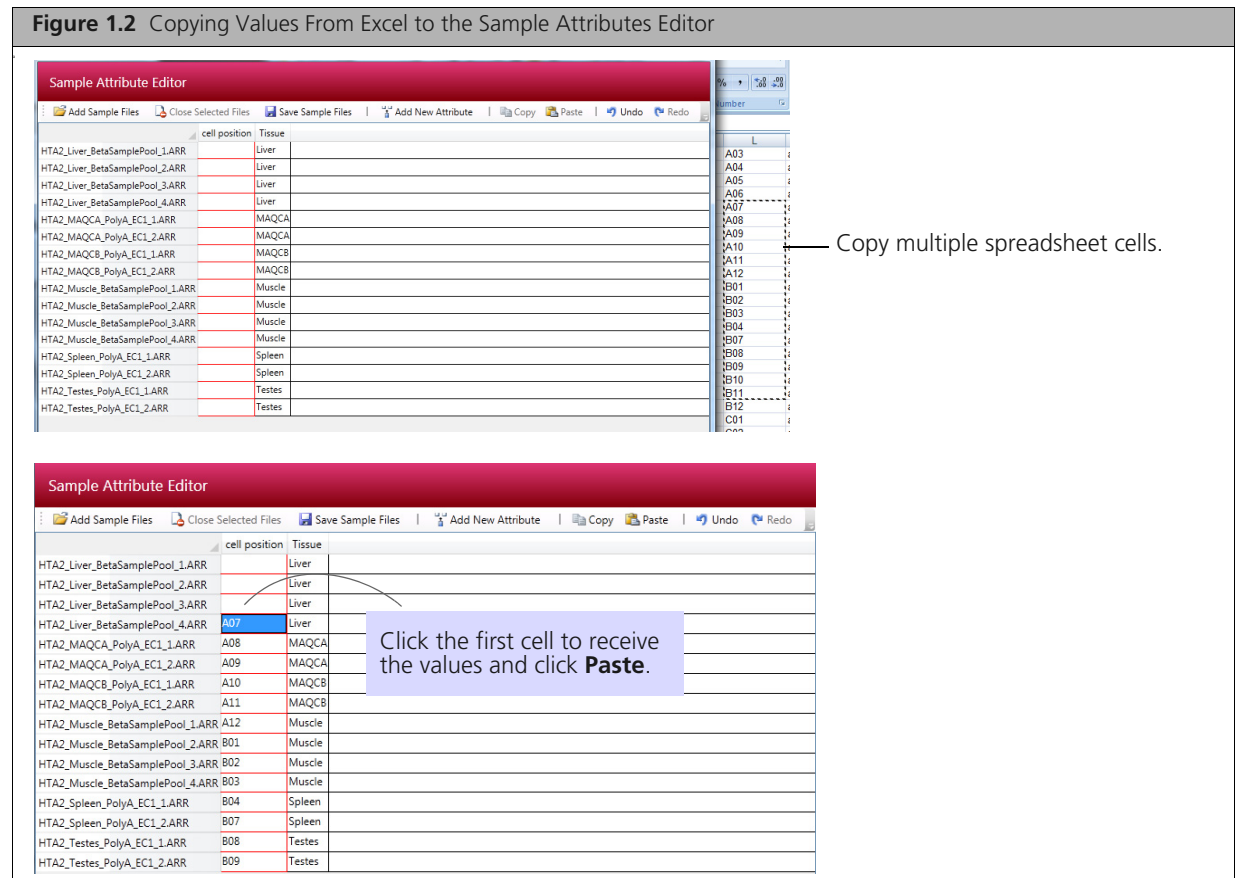 Figure 1.2 Copying Values From Excel to the Sample Attributes Editor
Sample Attribute Editor
Add Sample Files Close Selected Files Save Sample Files | Add New Attribute | Copy Paste | Undo Redo
cell position Tissue
HTA2_Liver_BetaSamplePool_1.ARR Liver
HTA2_Liver_BetaSamplePool_2.ARR Liver
HTA2_Liver_BetaSamplePool_3.ARR Liver
HTA2_Liver_BetaSamplePool_4.ARR Liver
HTA2_MAQCA_PolyA_EC1_1.ARR MAQCA
HTA2_MAQCA_PolyA_EC1_2.ARR MAQCA
HTA2_MAQCB_PolyA_EC1_1.ARR MAQCB
HTA2_MAQCB_PolyA_EC1_2.ARR MAQCB
HTA2_Muscle_BetaSamplePool_1.ARR Muscle
HTA2_Muscle_BetaSamplePool_2.ARR Muscle
HTA2_Muscle_BetaSamplePool_3.ARR Muscle
HTA2_Muscle_BetaSamplePool_4.ARR Muscle
HTA2_Spleen_PolyA_EC1_1.ARR Spleen
HTA2_Spleen_PolyA_EC1_2.ARR Spleen
HTA2_Testes_PolyA_EC1_1.ARR Testes
HTA2_Testes_PolyA_EC1_2.ARR Testes
% ,
L
A03
A04
A05
A06
A07
A08
A09
A10
A11
A12
B01
B02
B03
B04
B07
B08
B09
B10
B11
B12
C01
Copy multiple spreadsheet cells.
Sample Attribute Editor
Add Sample Files Close Selected Files Save Sample Files | Add New Attribute | Copy Paste | Undo Redo
cell position Tissue
HTA2_Liver_BetaSamplePool_1.ARR Liver
HTA2_Liver_BetaSamplePool_2.ARR Liver
HTA2_Liver_BetaSamplePool_3.ARR Liver
HTA2_Liver_BetaSamplePool_4.ARR A07 Liver
HTA2_MAQCA_PolyA_EC1_1.ARR A08 MAQCA
HTA2_MAQCA_PolyA_EC1_2.ARR A09 MAQCA
HTA2_MAQCB_PolyA_EC1_1.ARR A10 MAQCB
HTA2_MAQCB_PolyA_EC1_2.ARR A11 MAQCB
HTA2_Muscle_BetaSamplePool_1.ARR A12 Muscle
HTA2_Muscle_BetaSamplePool_2.ARR B01 Muscle
HTA2_Muscle_BetaSamplePool_3.ARR B02 Muscle
HTA2_Muscle_BetaSamplePool_4.ARR B03 Muscle
HTA2_Spleen_PolyA_EC1_1.ARR B04 Spleen
HTA2_Spleen_PolyA_EC1_2.ARR B07 Spleen
HTA2_Testes_PolyA_EC1_1.ARR B08 Testes
HTA2_Testes_PolyA_EC1_2.ARR B09 Testes
Click the first cell to receive
the values and click Paste.